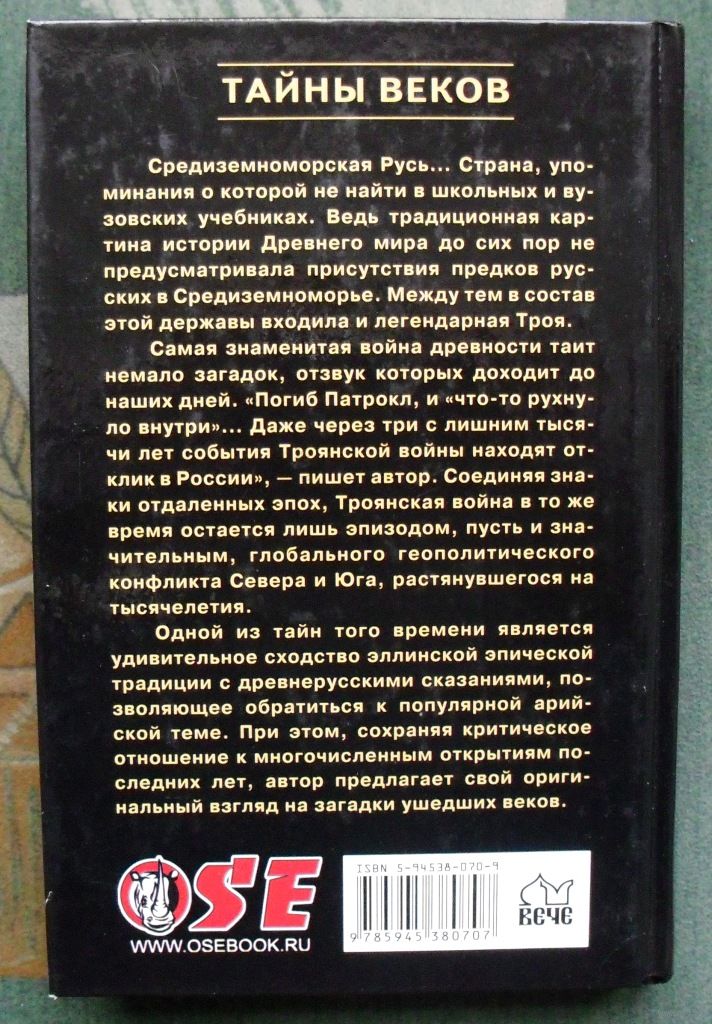 ТАЙНЫ ВЕКОВ
Средиземноморская Русь... Страна, упо-
минания о которой не найти в школьных и ву-
зовских учебниках. Ведь традиционная кар-
тина истории Древнего мира до сих пор не
предусматривала присутствия предков рус-
ских в Средиземноморье. Между тем в состав
этой державы входила и легендарная Троя.
Самая знаменитая война древности таит
немало загадок, отзвук которых доходит до
наших дней. «Погиб Патрокл, и «что-то рухну-
ло внутри»... Даже через три с лишним тыся-
чи лет события Троянской войны находят от-
клик в России», — пишет автор. Соединяя зна-
ки отдаленных эпох, Троянская война в то же
время остается лишь эпизодом, пусть и зна-
чительным, глобального геополитического
конфликта Севера и Юга, растянувшегося на
тысячелетия.
Одной из тайн того времени является
удивительное сходство эллинской эпической
традиции с древнерусскими сказаниями, по-
зволяющее обратиться к популярной арий-
ской теме. При этом, сохраняя критическое
отношение к многочисленным открытиям по-
следних лет, автор предлагает свой ориги-
нальный взгляд на загадки ушедших веков.
OSE
WWW.OSEBOOK.RU
ISBN 5-94538-070-9
9 785945 380707
ВЕЧЕ